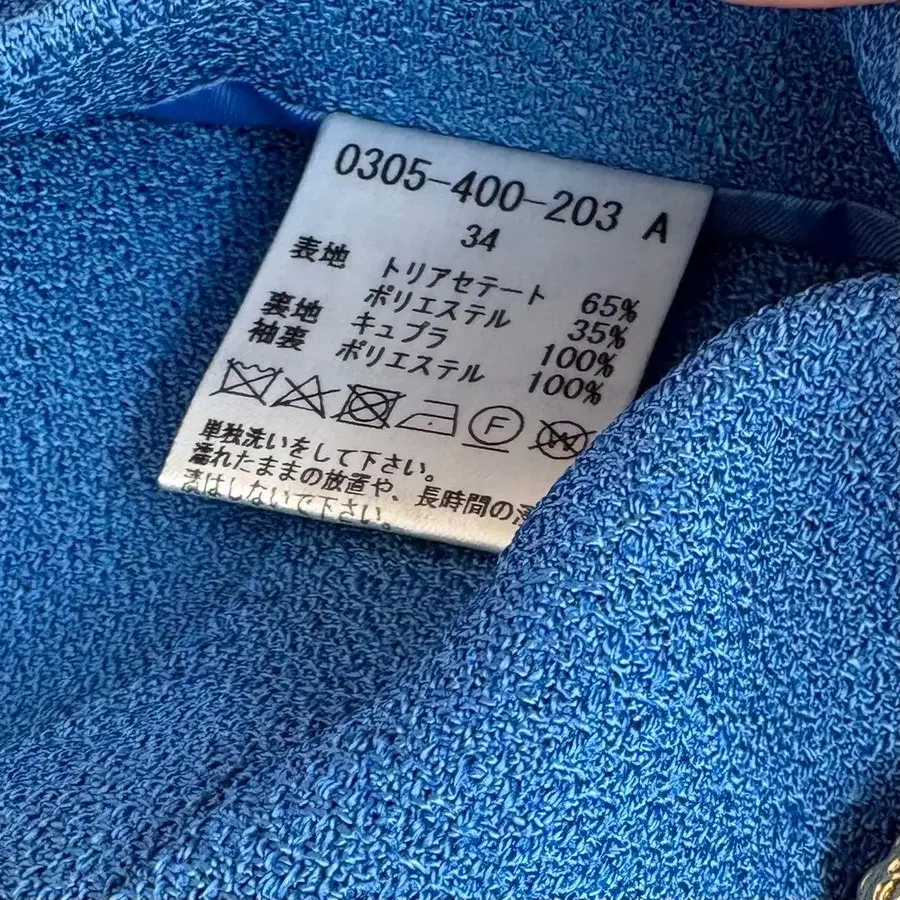 0305-400-203 A
34
表地 トリアセテート 65%
ポリエステル 35%
裏地 キュプラ 100%
袖裏 ポリエステル 100%
F W
単独洗いをして下さい。
濡れたままの放置や、長時間の
はしないで下さい。